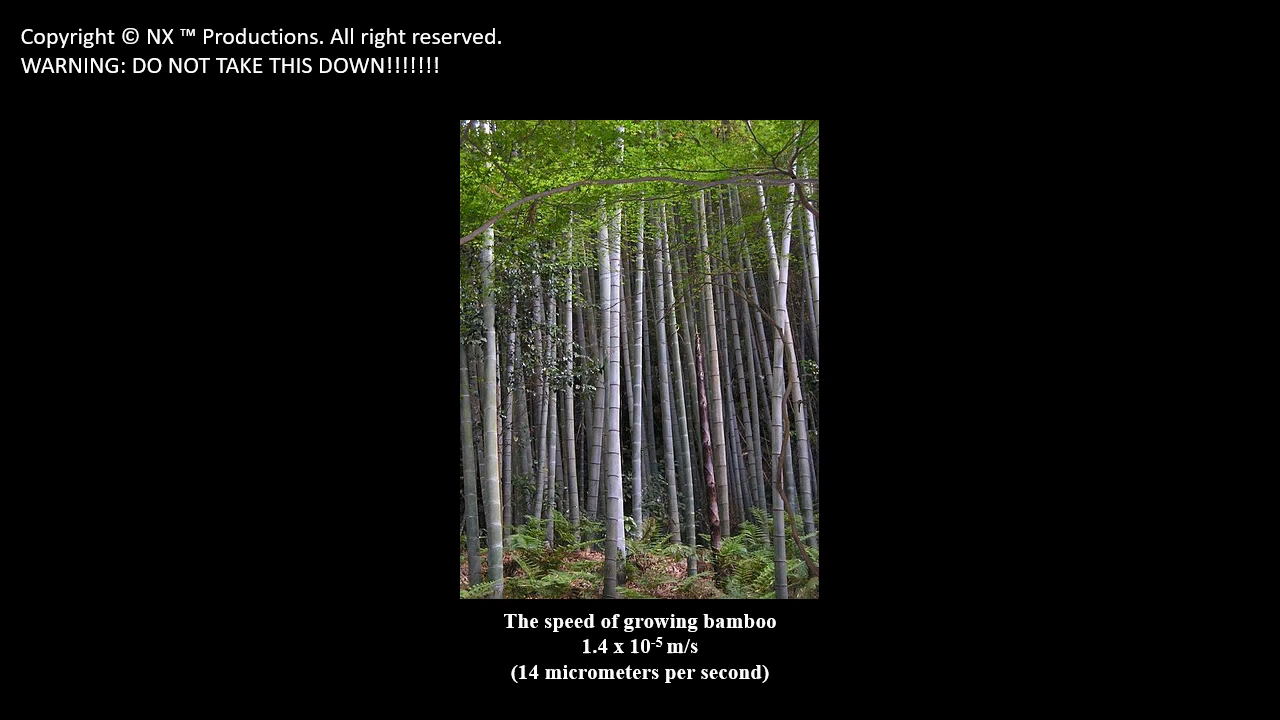 Copyright © NX ™ Productions. All right reserved.
WARNING: DO NOT TAKE THIS DOWN!!!!!!!
The speed of growing bamboo
1.4 x 10⁻⁵ m/s
(14 micrometers per second)